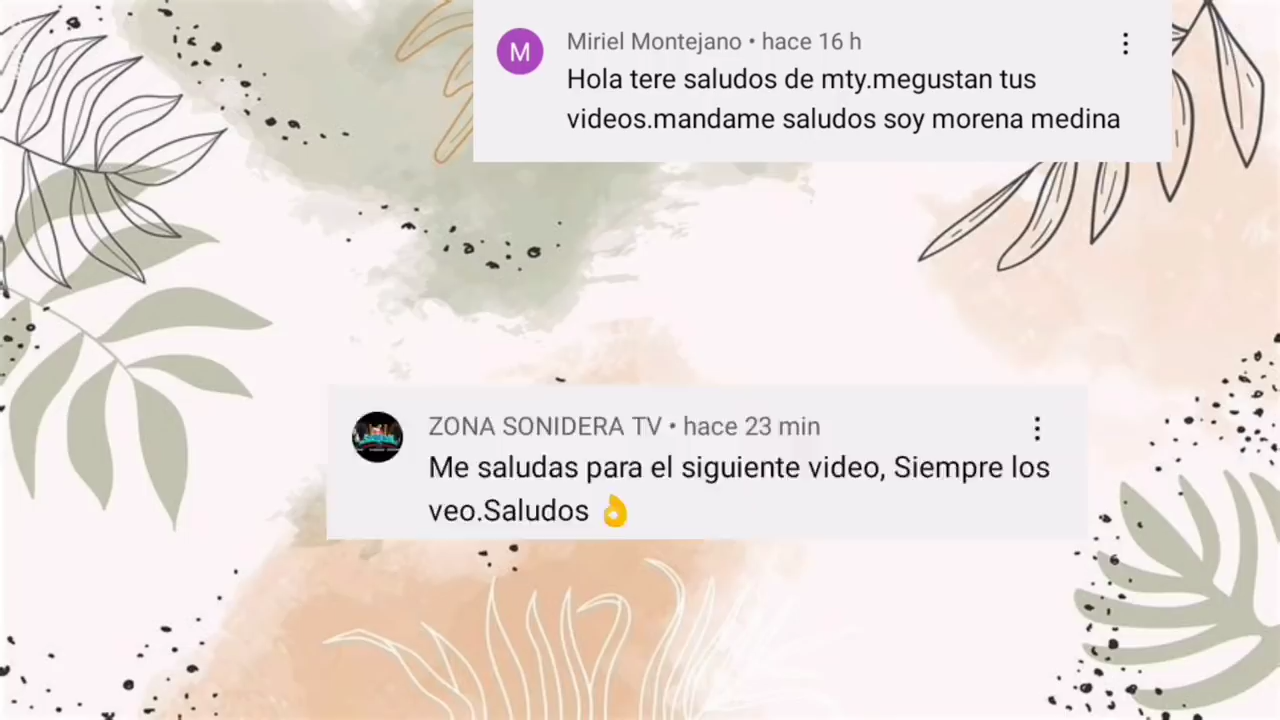 M
Miriel Montejano • hace 16 h
Hola tere saludos de mty.megustan tus
videos.mandame saludos soy morena medina
ZONA SONIDERA TV • hace 23 min
Me saludas para el siguiente video, Siempre los
veo.Saludos 👌